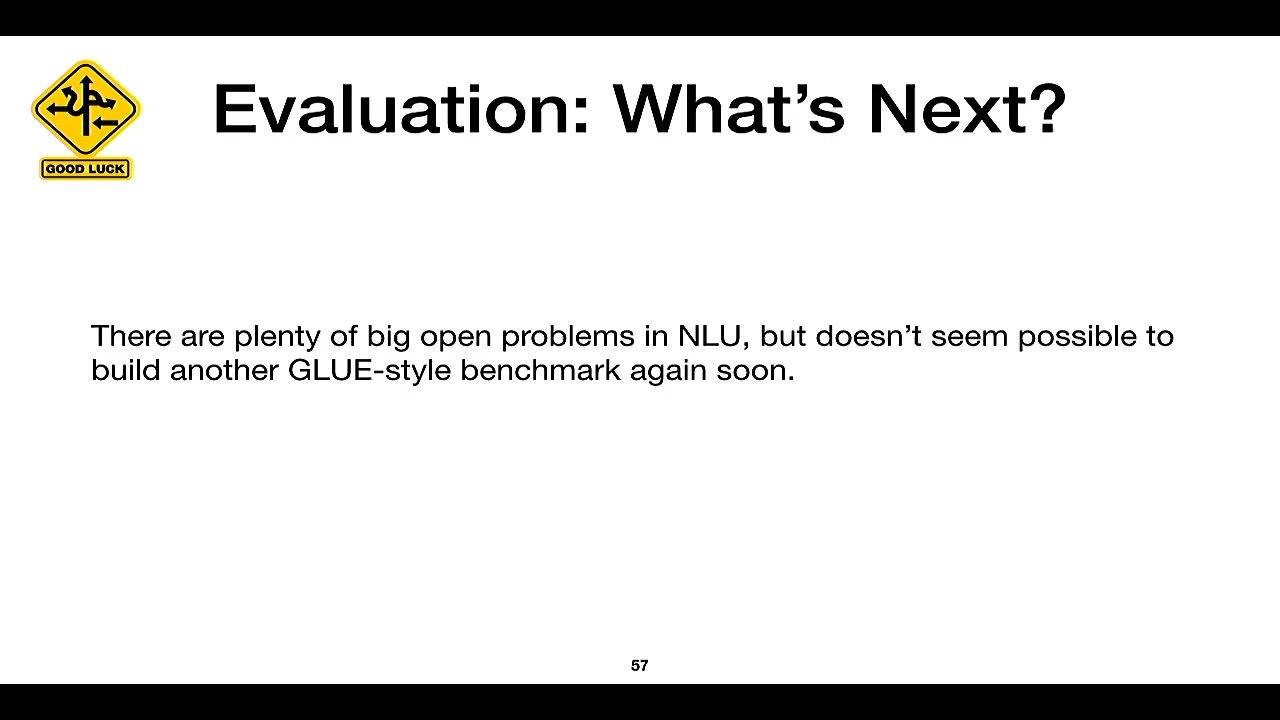 Evaluation: What’s Next?
GOOD LUCK
There are plenty of big open problems in NLU, but doesn’t seem possible to
build another GLUE-style benchmark again soon.
57